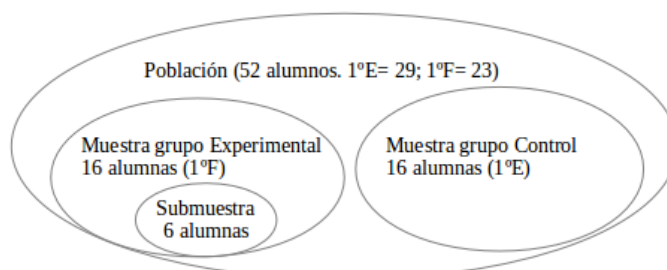 Población (52 alumnos. 1ºE= 29; 1ºF= 23)
Muestra grupo Experimental
16 alumnas (1ºF)
Submuestra
6 alumnas
Muestra grupo Control
16 alumnas (1ºE)